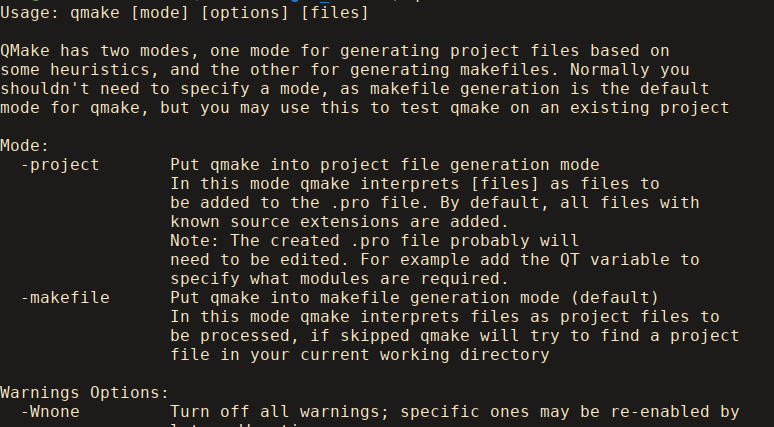 Usage: qmake [mode] [options] [files]
QMake has two modes, one mode for generating project files based on
some heuristics, and the other for generating makefiles. Normally you
shouldn't need to specify a mode, as makefile generation is the default
mode for qmake, but you may use this to test qmake on an existing project
Mode:
-project Put qmake into project file generation mode
In this mode qmake interprets [files] as files to
be added to the .pro file. By default, all files with
known source extensions are added.
Note: The created .pro file probably will
need to be edited. For example add the QT variable to
specify what modules are required.
-makefile Put qmake into makefile generation mode (default)
In this mode qmake interprets files as project files to
be processed, if skipped qmake will try to find a project
file in your current working directory
Warnings Options:
-Wnone Turn off all warnings; specific ones may be re-enabled by